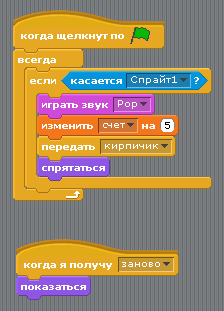 когда щелкнут по
всегда
если касается Спрайт1 ?
играть звук Pop
изменить счет на 5
передать кирпичик
спрятаться
когда я получу заново
показаться